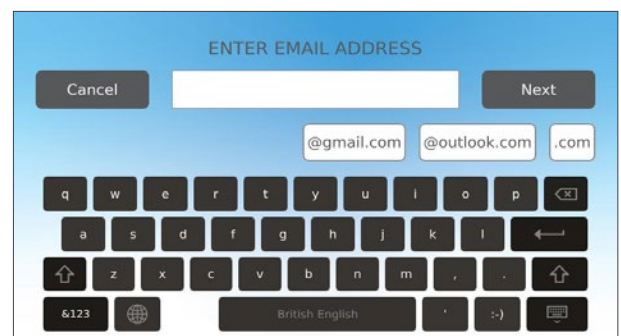 ENTER EMAIL ADDRESS
Cancel Next
@gmail.com @outlook.com .com
q w e r t y u i o p
a s d f g h j k l
z x c v b n m , .
&123 British English ' :-)